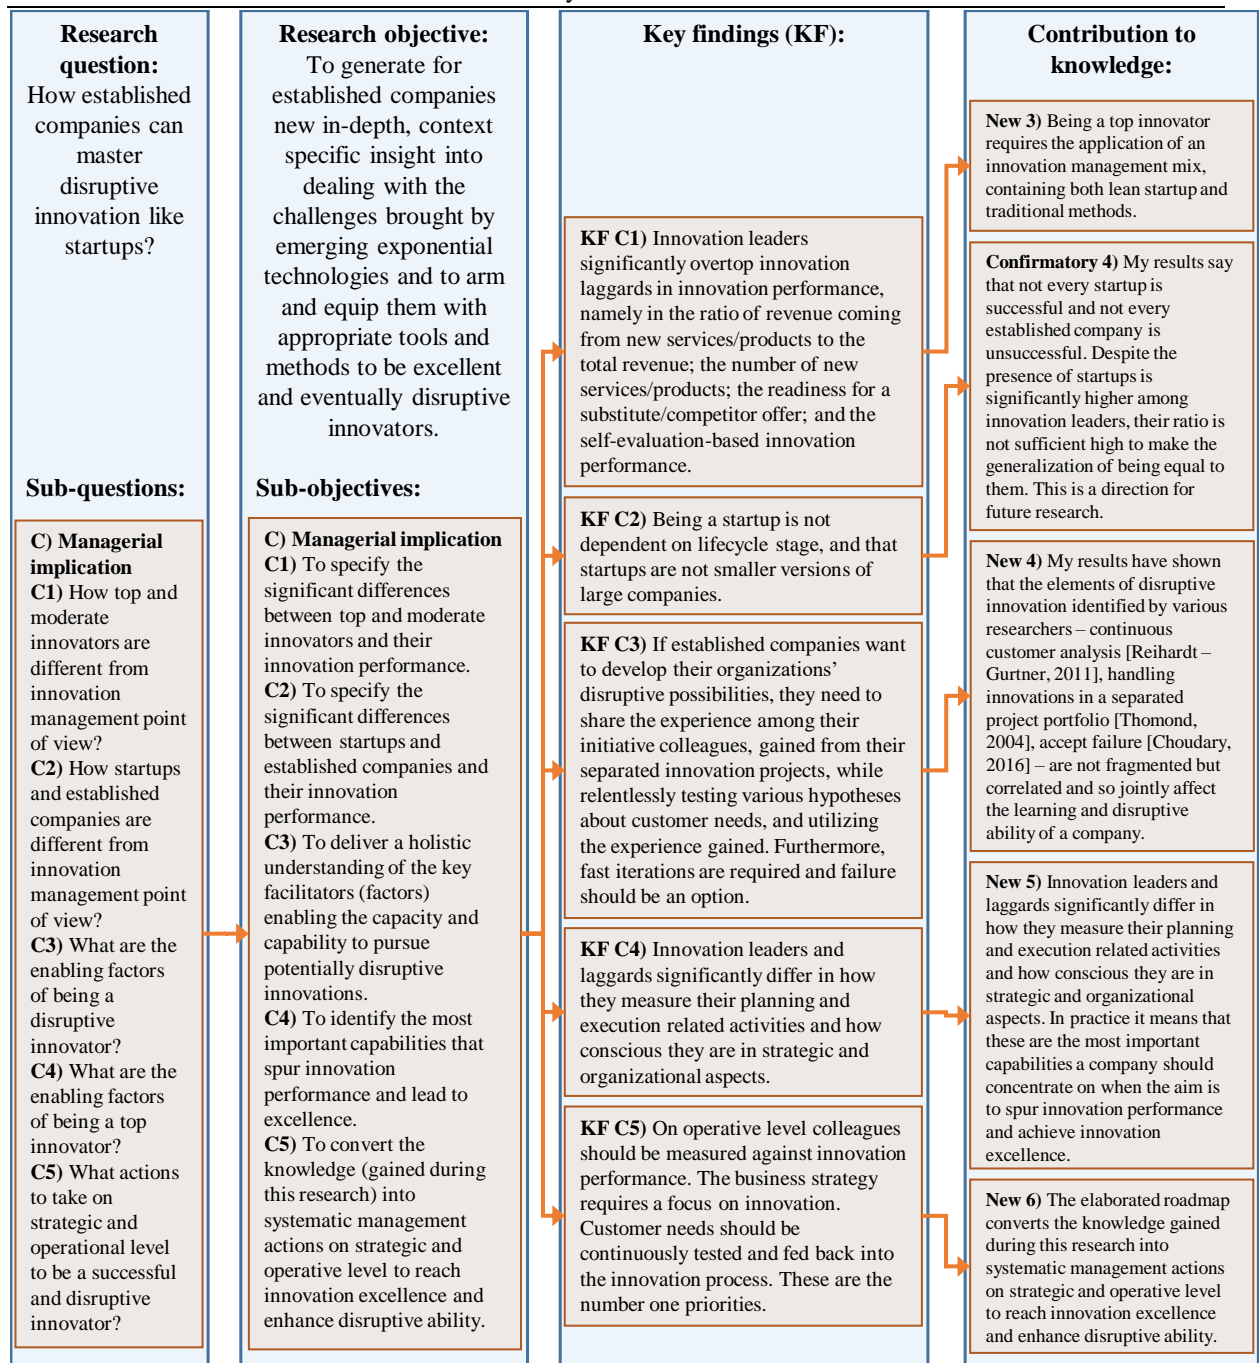 Research
question:
How established
companies can
master
disruptive
innovation like
startups?
Sub-questions:
C) Managerial
implication
C1) How top and
moderate
innovators are
different from
innovation
management point
of view?
C2) How startups
and established
companies are
different from
innovation
management point
of view?
C3) What are the
enabling factors
of being a
disruptive
innovator?
C4) What are the
enabling factors
of being a top
innovator?
C5) What actions
to take on
strategic and
operational level
to be a successful
and disruptive
innovator?
Research objective:
To generate for
established companies
new in-depth, context
specific insight into
dealing with the
challenges brought by
emerging exponential
technologies and to arm
and equip them with
appropriate tools and
methods to be excellent
and eventually disruptive
innovators.
Sub-objectives:
C) Managerial implication
C1) To specify the
significant differences
between top and moderate
innovators and their
innovation performance.
C2) To specify the
significant differences
between startups and
established companies and
their innovation
performance.
C3) To deliver a holistic
understanding of the key
facilitators (factors)
enabling the capacity and
capability to pursue
potentially disruptive
innovations.
C4) To identify the most
important capabilities that
spur innovation
performance and lead to
excellence.
C5) To convert the
knowledge (gained during
this research) into
systematic management
actions on strategic and
operative level to reach
innovation excellence and
enhance disruptive ability.
Key findings (KF):
KF C1) Innovation leaders
significantly overtop innovation
laggards in innovation performance,
namely in the ratio of revenue coming
from new services/products to the
total revenue; the number of new
services/products; the readiness for a
substitute/competitor offer; and the
self-evaluation-based innovation
performance.
KF C2) Being a startup is not
dependent on lifecycle stage, and that
startups are not smaller versions of
large companies.
KF C3) If established companies want
to develop their organizations’
disruptive possibilities, they need to
share the experience among their
initiative colleagues, gained from their
separated innovation projects, while
relentlessly testing various hypotheses
about customer needs, and utilizing
the experience gained. Furthermore,
fast iterations are required and failure
should be an option.
KF C4) Innovation leaders and
laggards significantly differ in how
they measure their planning and
execution related activities and how
conscious they are in strategic and
organizational aspects.
KF C5) On operative level colleagues
should be measured against innovation
performance. The business strategy
requires a focus on innovation.
Customer needs should be
continuously tested and fed back into
the innovation process. These are the
number one priorities.
Contribution to
knowledge:
New 3) Being a top innovator
requires the application of an
innovation management mix,
containing both lean startup and
traditional methods.
Confirmatory 4) My results say
that not every startup is
successful and not every
established company is
unsuccessful. Despite the
presence of startups is
significantly higher among
innovation leaders, their ratio is
not sufficient high to make the
generalization of being equal to
them. This is a direction for
future research.
New 4) My results have shown
that the elements of disruptive
innovation identified by various
researchers – continuous
customer analysis [Reihardt –
Gurtner, 2011], handling
innovations in a separated
project portfolio [Thomond,
2004], accept failure [Choudary,
2016] – are not fragmented but
correlated and so jointly affect
the learning and disruptive
ability of a company.
New 5) Innovation leaders and
laggards significantly differ in
how they measure their planning
and execution related activities
and how conscious they are in
strategic and organizational
aspects. In practice it means that
these are the most important
capabilities a company should
concentrate on when the aim is
to spur innovation performance
and achieve innovation
excellence.
New 6) The elaborated roadmap
converts the knowledge gained
during this research into
systematic management actions
on strategic and operative level
to reach innovation excellence
and enhance disruptive ability.